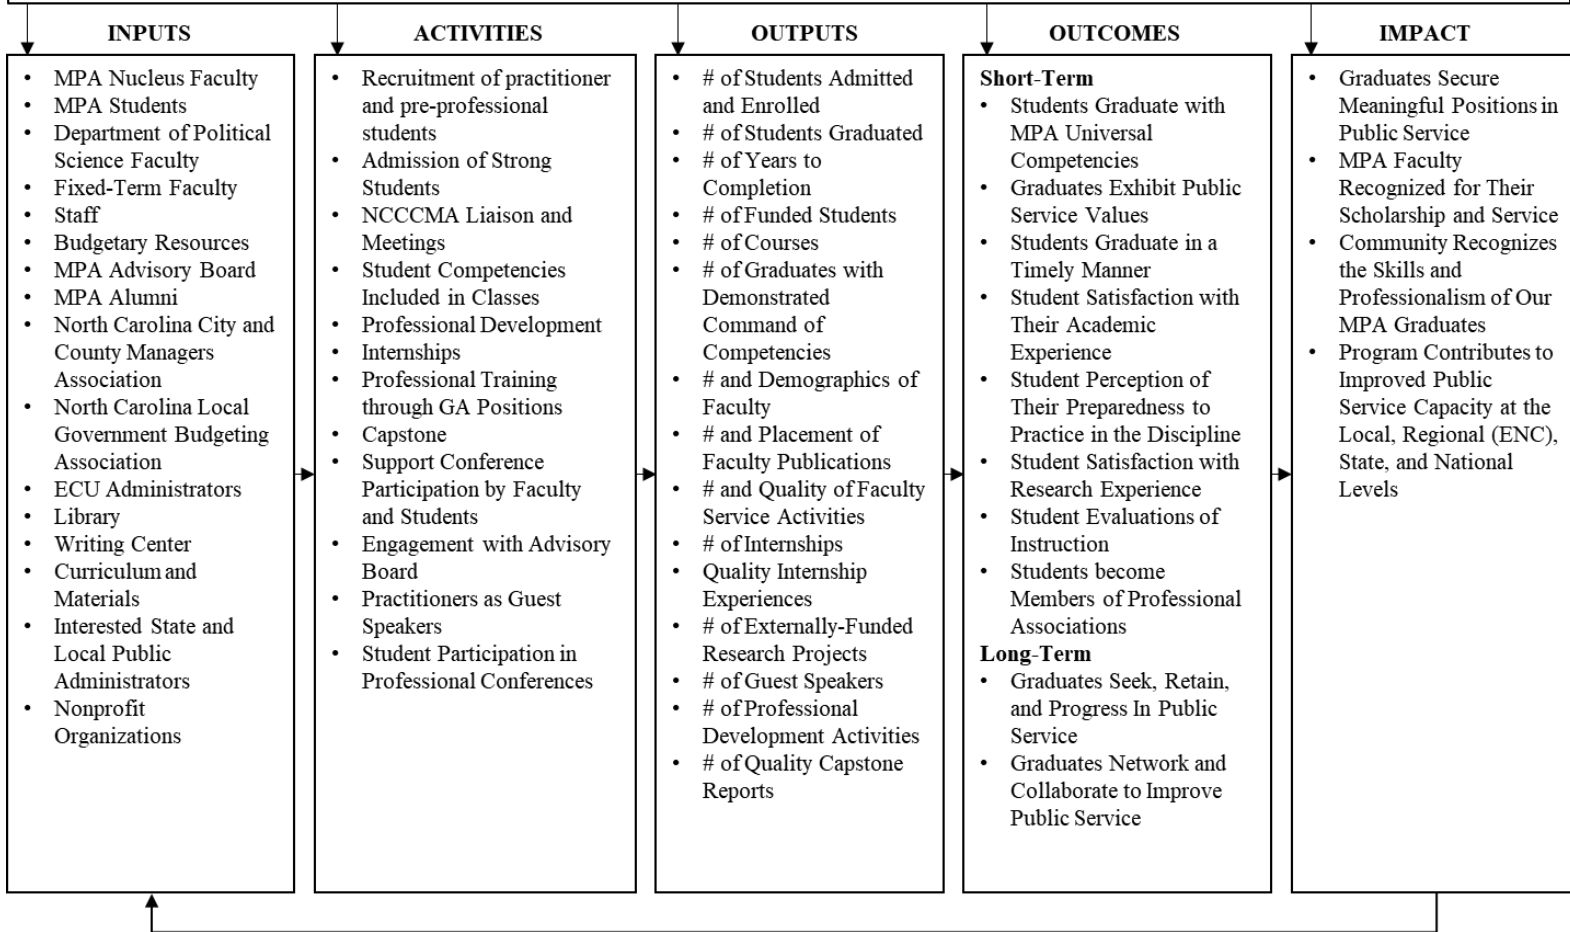 INPUTS
• MPA Nucleus Faculty
• MPA Students
• Department of Political
Science Faculty
• Fixed-Term Faculty
• Staff
• Budgetary Resources
• MPA Advisory Board
• MPA Alumni
• North Carolina City and
County Managers
Association
• North Carolina Local
Government Budgeting
Association
• ECU Administrators
• Library
• Writing Center
• Curriculum and
Materials
• Interested State and
Local Public
Administrators
• Nonprofit
Organizations
ACTIVITIES
• Recruitment of practitioner
and pre-professional
students
• Admission of Strong
Students
• NCCCMA Liaison and
Meetings
• Student Competencies
Included in Classes
• Professional Development
• Internships
• Professional Training
through GA Positions
• Capstone
• Support Conference
Participation by Faculty
and Students
• Engagement with Advisory
Board
• Practitioners as Guest
Speakers
• Student Participation in
Professional Conferences
OUTPUTS
• # of Students Admitted
and Enrolled
• # of Students Graduated
• # of Years to
Completion
• # of Funded Students
• # of Courses
• # of Graduates with
Demonstrated
Command of
Competencies
• # and Demographics of
Faculty
• # and Placement of
Faculty Publications
• # and Quality of Faculty
Service Activities
• # of Internships
• Quality Internship
Experiences
• # of Externally-Funded
Research Projects
• # of Guest Speakers
• # of Professional
Development Activities
• # of Quality Capstone
Reports
OUTCOMES
Short-Term
• Students Graduate with
MPA Universal
Competencies
• Graduates Exhibit Public
Service Values
• Students Graduate in a
Timely Manner
• Student Satisfaction with
Their Academic
Experience
• Student Perception of
Their Preparedness to
Practice in the Discipline
• Student Satisfaction with
Research Experience
• Student Evaluations of
Instruction
• Students become
Members of Professional
Associations
Long-Term
• Graduates Seek, Retain,
and Progress In Public
Service
• Graduates Network and
Collaborate to Improve
Public Service
IMPACT
• Graduates Secure
Meaningful Positions in
Public Service
• MPA Faculty
Recognized for Their
Scholarship and Service
• Community Recognizes
the Skills and
Professionalism of Our
MPA Graduates
• Program Contributes to
Improved Public
Service Capacity at the
Local, Regional (ENC),
State, and National
Levels